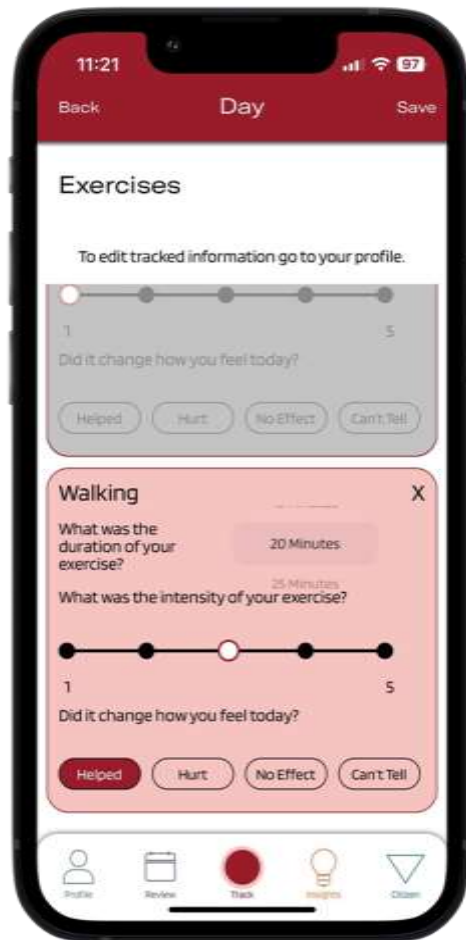 11:21
97
Back Day Save
Exercises
To edit tracked information go to your profile.
1 5
Did it change how you feel today?
Helped Hurt No Effect Can't Tell
Walking X
What was the
duration of your
exercise?
20 Minutes
25 Minutes
What was the intensity of your exercise?
1 5
Did it change how you feel today?
Helped Hurt No Effect Can't Tell
Profile Review Track Insights Citizen